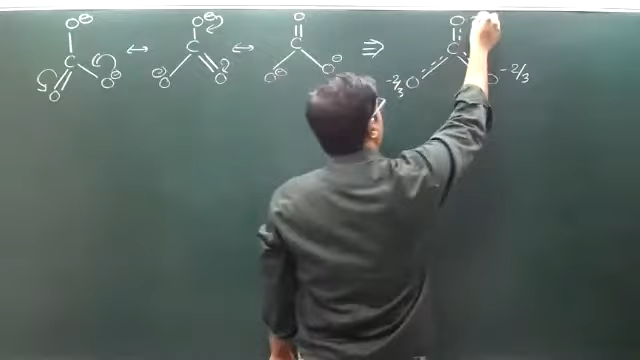 O⊖ O⊖ O O
C ↔ C ↔ C ⇒ C
O O⊖ ⊖O O O⊖ O⊖ -2/3 O O -2/3